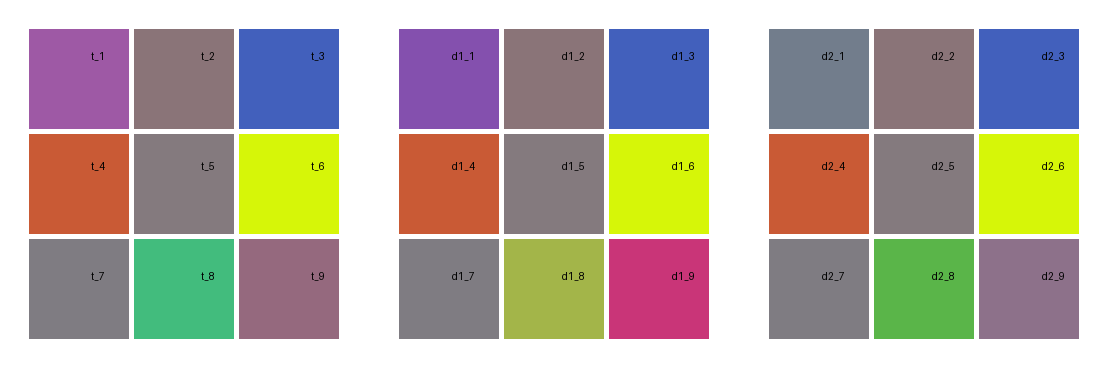 t_1 t_2 t_3 d1_1 d1_2 d1_3 d2_1 d2_2 d2_3
t_4 t_5 t_6 d1_4 d1_5 d1_6 d2_4 d2_5 d2_6
t_7 t_8 t_9 d1_7 d1_8 d1_9 d2_7 d2_8 d2_9